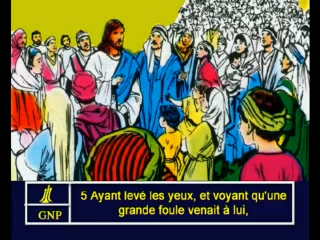 5 Ayant levé les yeux, et voyant qu'une
grande foule venait à lui,
GNP